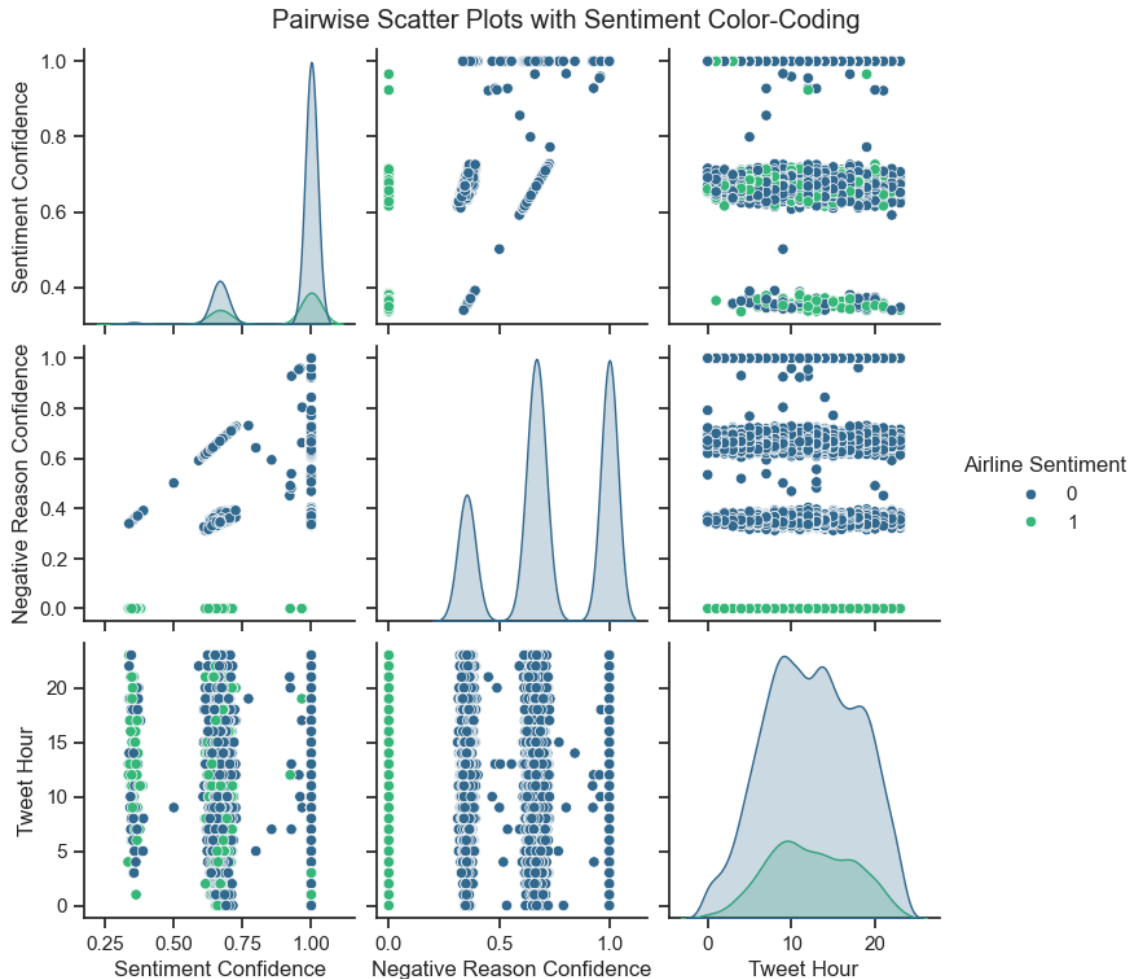 Pairwise Scatter Plots with Sentiment Color-Coding
Sentiment Confidence
1.0
0.8
0.6
0.4
Negative Reason Confidence
1.0
0.8
0.6
0.4
0.2
0.0
Airline Sentiment
0
1
Tweet Hour
20
15
10
5
0
0.25 0.50 0.75 1.00
0.0 0.5 1.0
0 10 20
Sentiment Confidence
Negative Reason Confidence
Tweet Hour